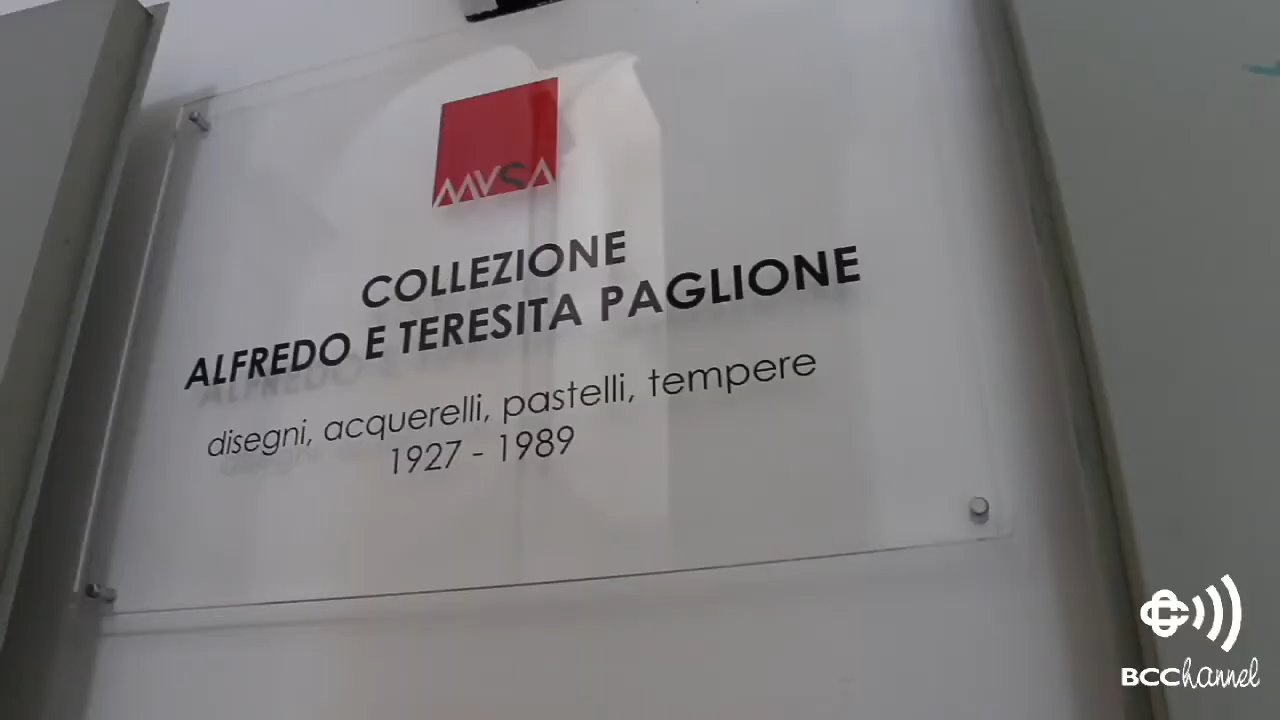 MVSA
COLLEZIONE
ALFREDO E TERESITA PAGLIONE
disegni, acquerelli, pastelli, tempere
1927 - 1989
BCChannel